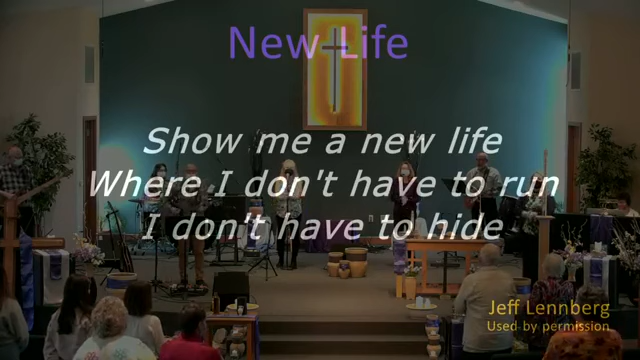 New Life
Show me a new life
Where I don't have to run
I don't have to hide
Jeff Lennberg
Used by permission